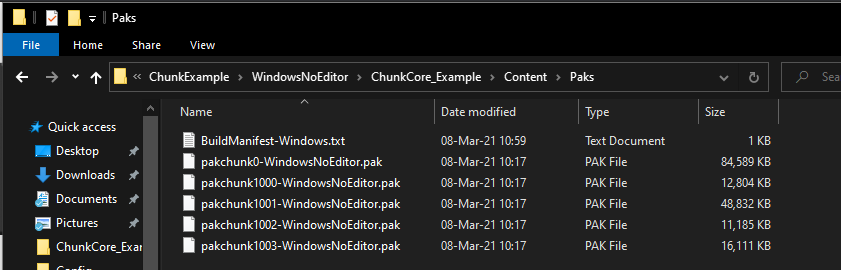 Paks
File Home Share View
« ChunkExample > WindowsNoEditor > ChunkCore_Example > Content > Paks
Name Date modified Type Size
Quick access
BuildManifest-Windows.txt 08-Mar-21 10:59 Text Document 1 KB
Desktop
pakchunk0-WindowsNoEditor.pak 08-Mar-21 10:17 PAK File 84,589 KB
Downloads
pakchunk1000-WindowsNoEditor.pak 08-Mar-21 10:17 PAK File 12,804 KB
Documents
pakchunk1001-WindowsNoEditor.pak 08-Mar-21 10:17 PAK File 48,832 KB
Pictures
pakchunk1002-WindowsNoEditor.pak 08-Mar-21 10:17 PAK File 11,185 KB
ChunkCore_Exa
pakchunk1003-WindowsNoEditor.pak 08-Mar-21 10:17 PAK File 16,111 KB